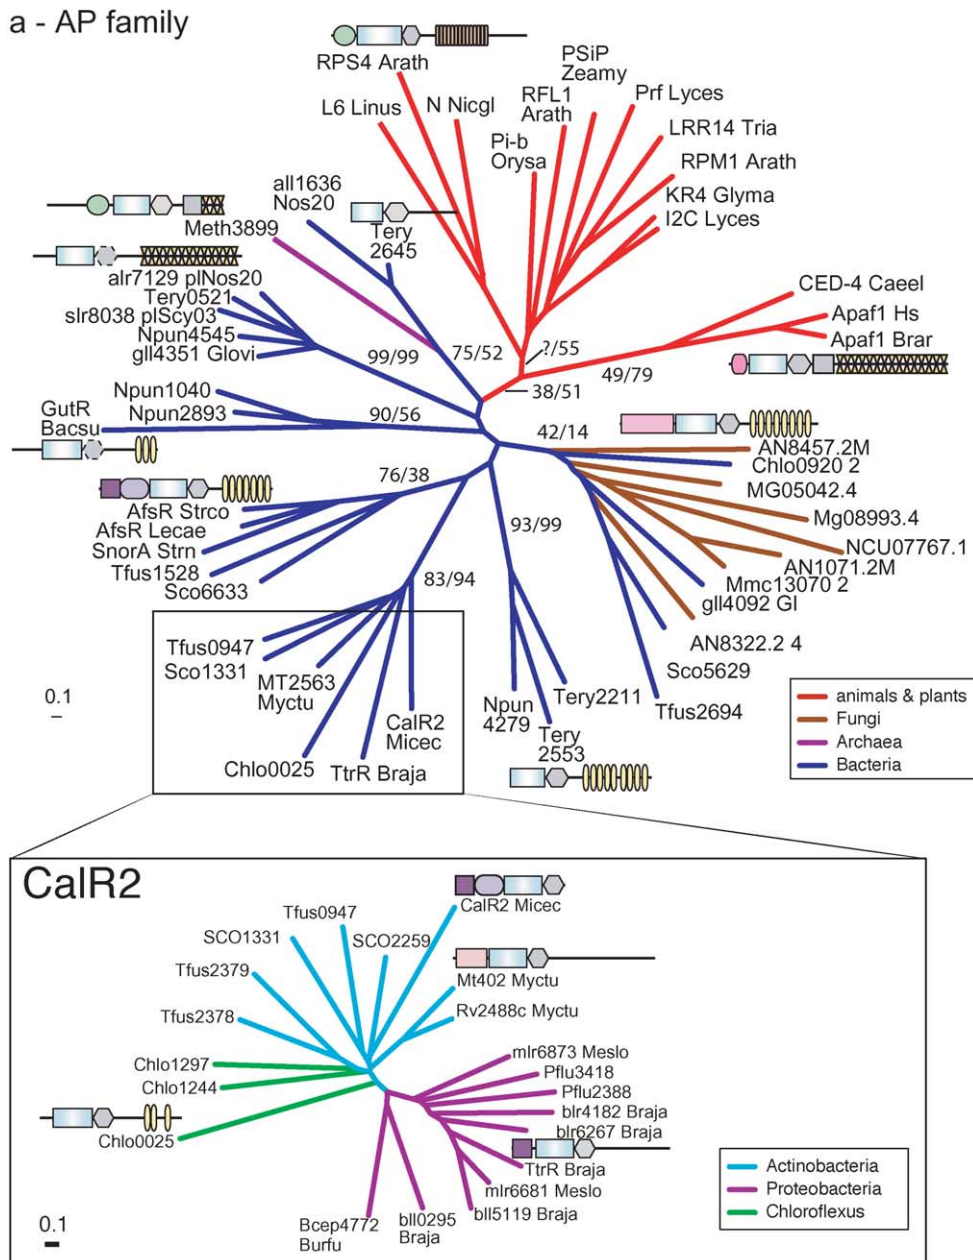 a - AP family
RPS4 Arath
L6 Linus
N Nicgl
PSiP
Zeamy
RFL1
Arath
Prf Lyces
Pi-b
Orysa
LRR14 Tria
RPM1 Arath
KR4 Glyma
I2C Lyces
all1636
Nos20
Tery
2645
Meth3899
alr7129 plNos20
Tery0521
slr8038 plScy03
Npun4545
gll4351 Glovi
CED-4 Caeel
Apaf1 Hs
Apaf1 Brar
99/99
75/52
?/55
49/79
38/51
Npun1040
Npun2893
GutR
Bacsu
90/56
42/14
AN8457.2M
Chlo0920 2
MG05042.4
Mg08993.4
NCU07767.1
AN1071.2M
Mmc13070 2
gll4092 Gl
AN8322.2 4
Sco5629
Tfus2694
76/38
AfsR Strco
AfsR Lecae
SnorA Strn
Tfus1528
Sco6633
93/99
83/94
Tfus0947
Sco1331
MT2563
Myctu
CalR2
Micec
Chlo0025
TtrR Braja
Npun
4279
Tery
2553
Tery2211
0.1
animals & plants
Fungi
Archaea
Bacteria
CalR2
CalR2 Micec
Tfus0947
SCO1331
SCO2259
Tfus2379
Mt402 Myctu
Tfus2378
Rv2488c Myctu
Chlo1297
Chlo1244
Chlo0025
mlr6873 Meslo
Pflu3418
Pflu2388
blr4182 Braja
blr6267 Braja
TtrR Braja
mlr6681 Meslo
bll5119 Braja
bll0295
Braja
Bcep4772
Burfu
0.1
Actinobacteria
Proteobacteria
Chloroflexus